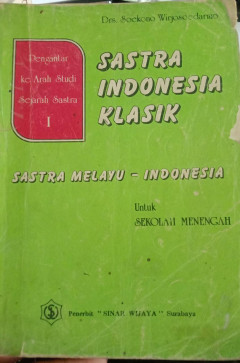 Drs. Soekono Wirjosoedarmo
Pengantar
ke Arah Studi
Sejarah Sastra
I
SASTRA
INDONESIA
KLASIK
SASTRA MELAYU - INDONESIA
Untuk
SEKOLAH MENENGAH
Penerbit "SINAR WIJAYA" Surabaya